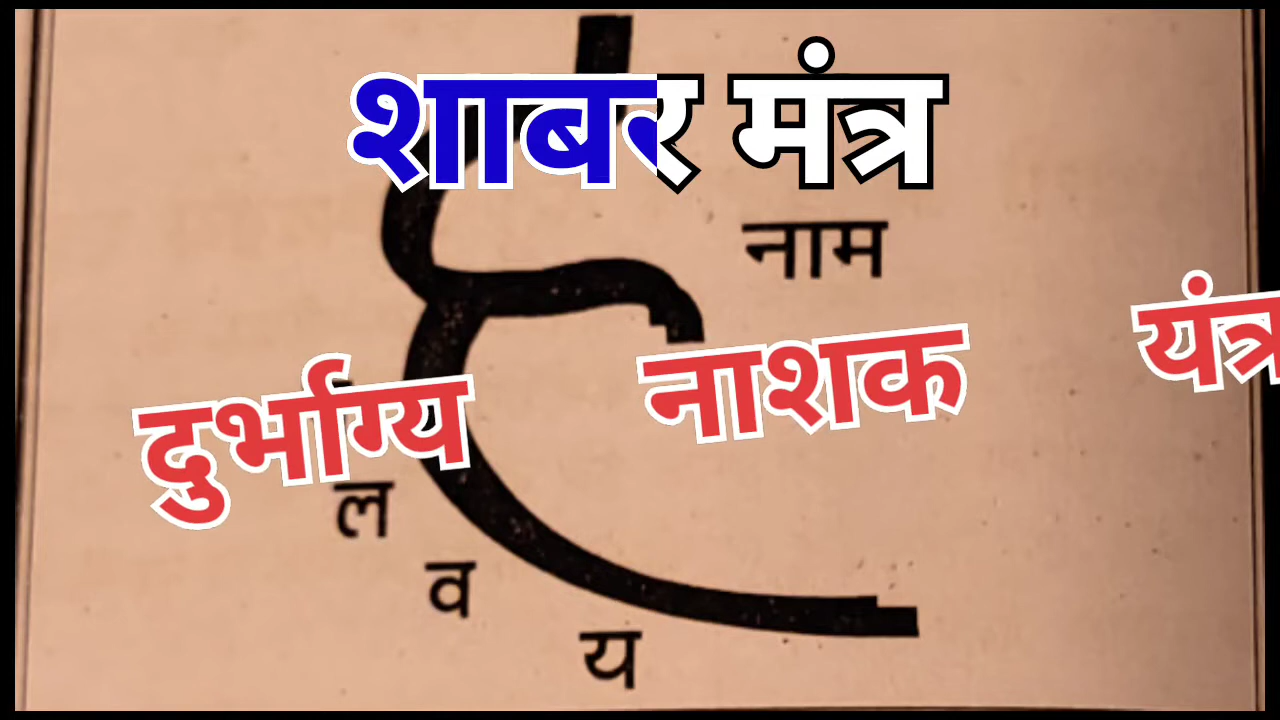 शाबर मंत्र
नाम
दुर्भाग्य नाशक यंत्र
ल
व
य